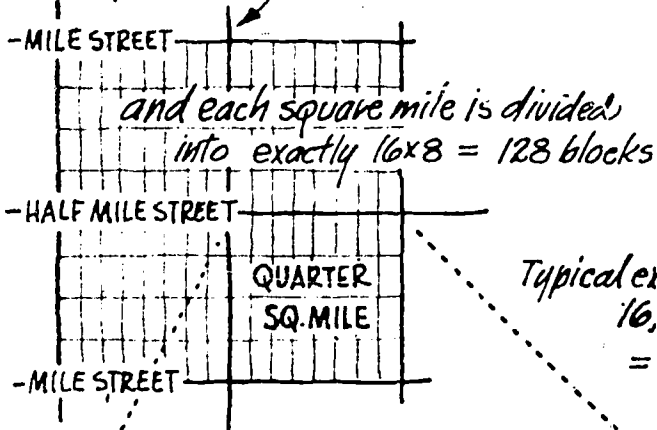 -MILE STREET-
and each square mile is divided
into exactly 16x8 = 128 blocks
-HALF MILE STREET-
QUARTER
SQ. MILE
Typical
16,
=
-MILE STREET-